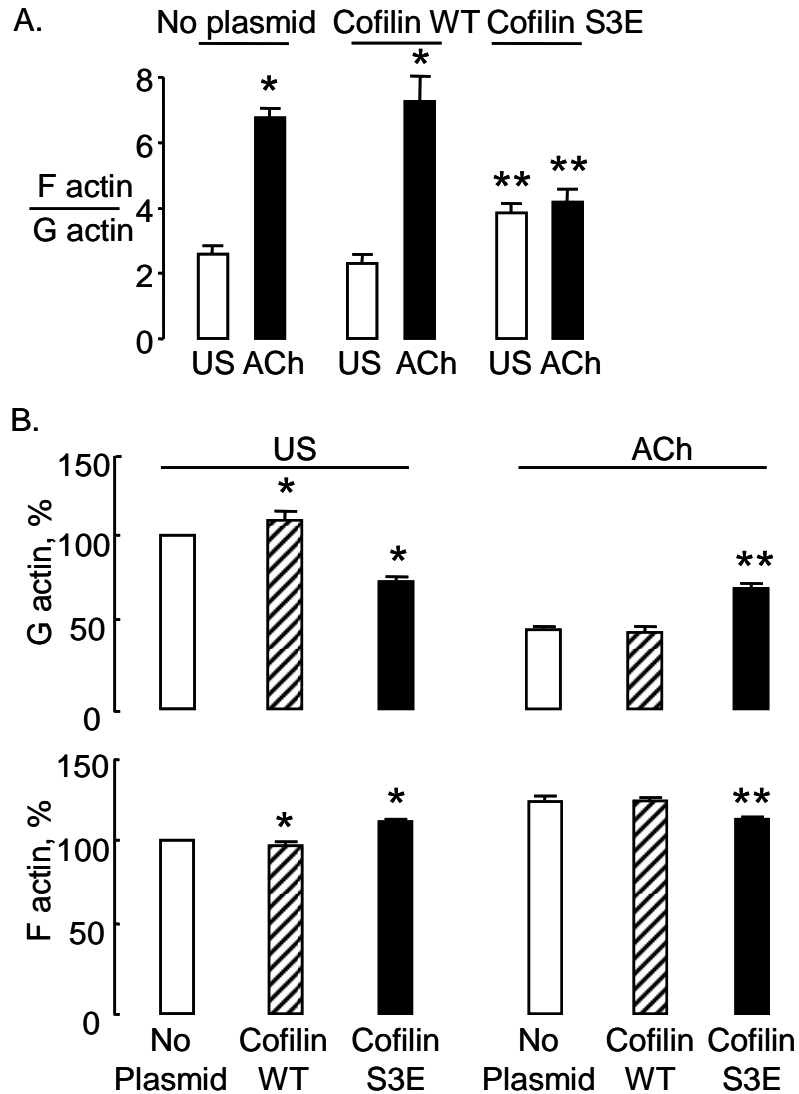 A.
No plasmid Cofilin WT Cofilin S3E
8
6
4
2
0
F actin
G actin
* * ** **
US ACh US ACh US ACh
B.
US ACh
150
100
50
0
G actin, %
* * **
150
100
50
0
F actin, %
* * **
No Cofilin Cofilin No Cofilin Cofilin
Plasmid WT S3E Plasmid WT S3E